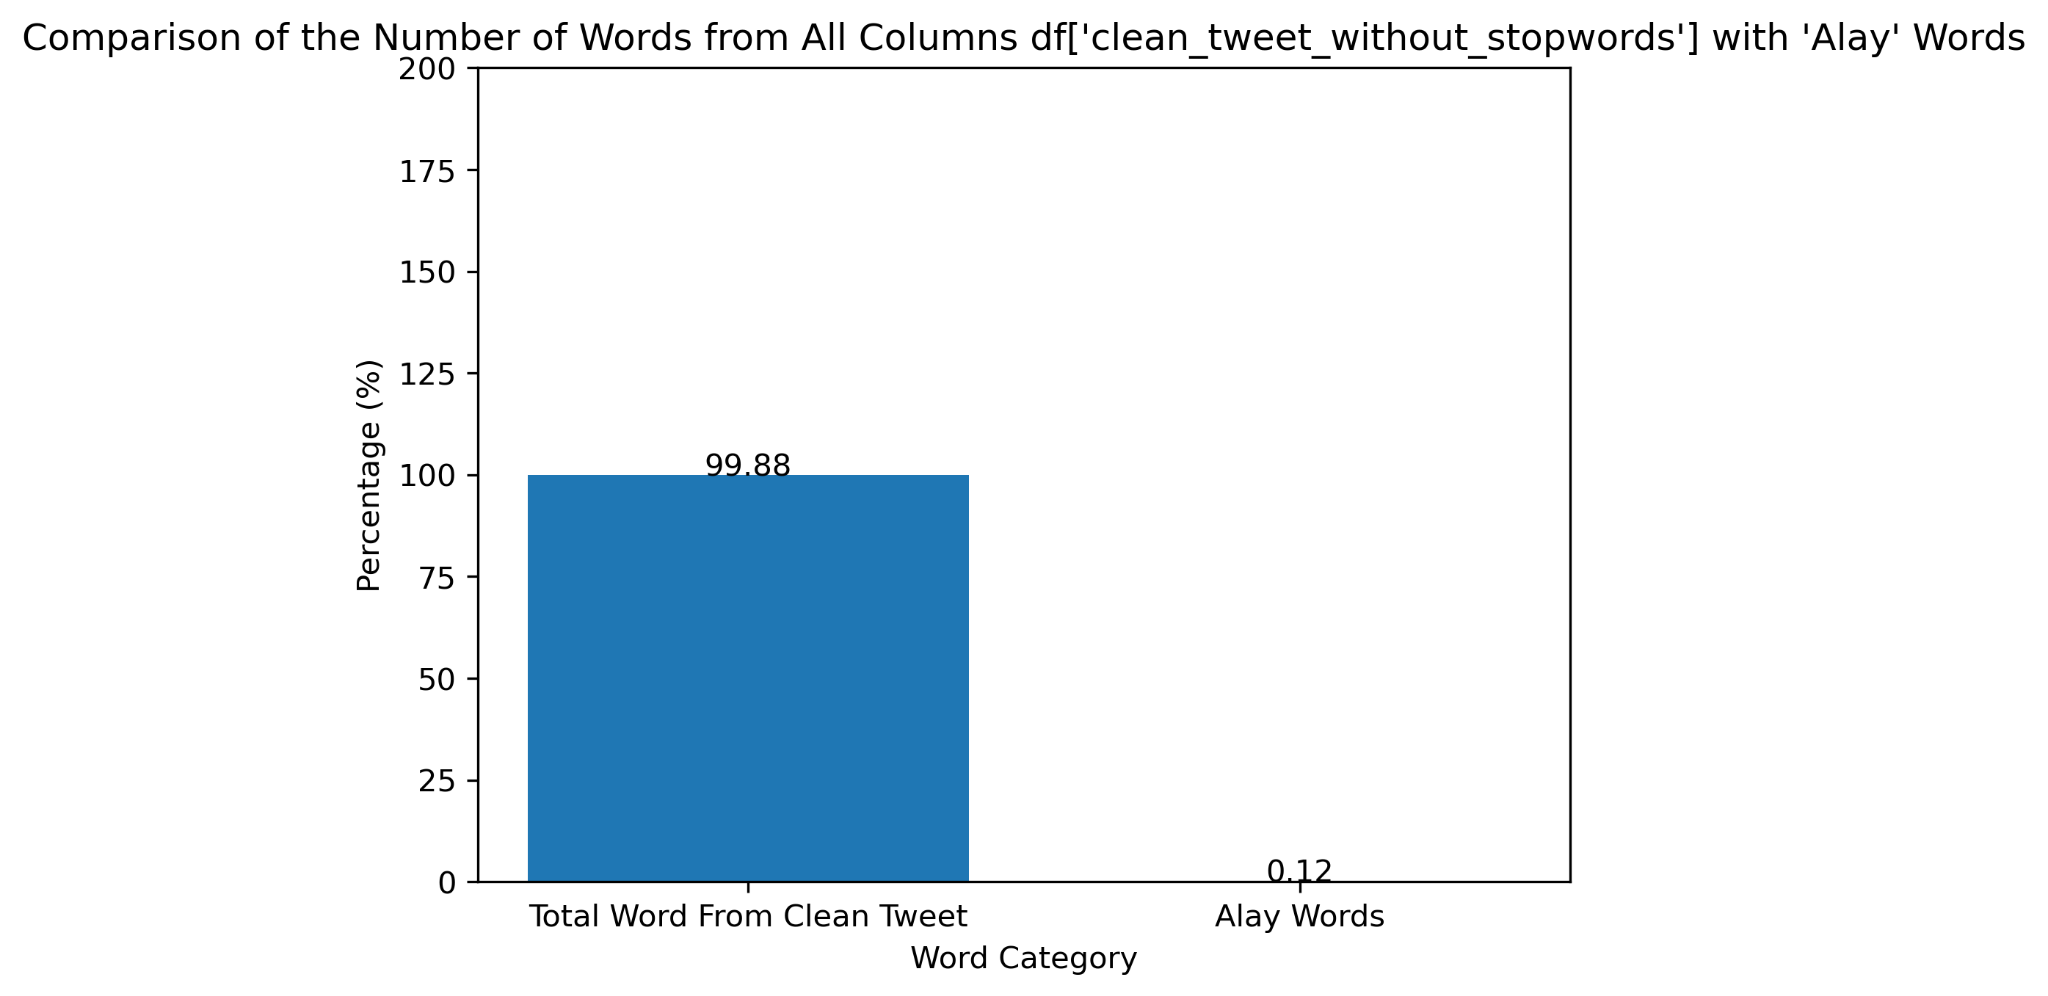 Comparison of the Number of Words from All Columns df['clean_tweet_without_stopwords'] with 'Alay' Words
200
175
150
125
100
75
50
25
0
Percentage (%)
99.88
0.12
Total Word From Clean Tweet
Alay Words
Word Category